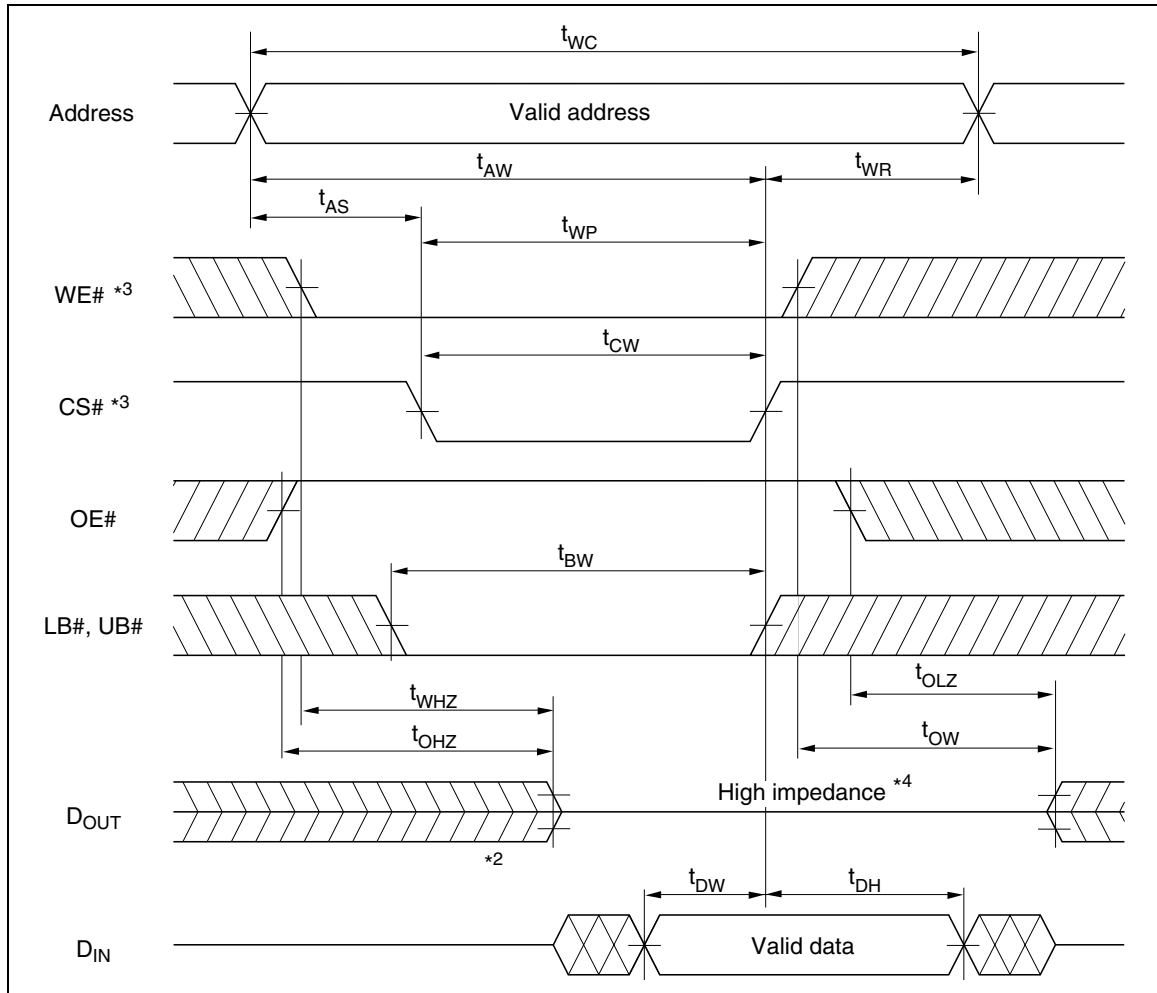 tWC
Address
Valid address
tAW
tWR
tAS
tWP
WE# *3
tCW
CS# *3
OE#
tBW
LB#, UB#
tOLZ
tWHZ
tOW
tOHZ
High impedance *4
DOUT
*2
tDW
tDH
DIN
Valid data